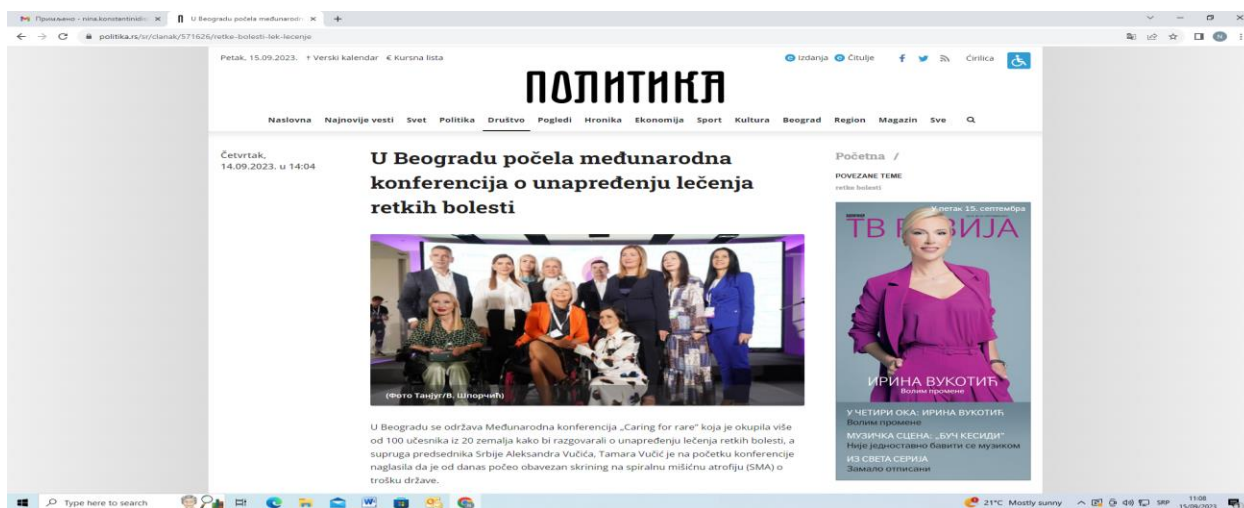 Примљено - nina.konstantinidi
U Beogradu počela međunarodn
politika.rs/sr/clanak/571626/retke-bolesti-lek-lecenje
Petak, 15.09.2023. † Verski kalendar € Kursna lista
Izdanja Čitulje Ćirilica
ПОЛИТИКА
Naslovna Najnovije vesti Svet Politika Društvo Pogledi Hronika Ekonomija Sport Kultura Beograd Region Magazin Sve
Četvrtak,
14.09.2023. u 14:04
U Beogradu počela međunarodna
konferencija o unapređenju lečenja
retkih bolesti
(Фото Танјуг/В. Шпорчић)
U Beogradu se održava Međunarodna konferencija „Caring for rare“ koja je okupila više
od 100 učesnika iz 20 zemalja kako bi razgovarali o unapređenju lečenja retkih bolesti, a
supruga predsednika Srbije Aleksandra Vučića, Tamara Vučić je na početku konferencije
naglasila da je od danas počeo obavezan skrining na spiralnu mišićnu atrofiju (SMA) o
trošku države.
Početna /
POVEZANE TEME
retke bolesti
У петак 15. септембра
ТВ РЕВИЈА
ИРИНА ВУКОТИЋ
Волим промене
У ЧЕТИРИ ОКА: ИРИНА ВУКОТИЋ
Волим промене
МУЗИЧКА СЦЕНА: „БУЧ КЕСИДИ“
Није једноставно бавити се музиком
ИЗ СВЕТА СЕРИЈА
Замало отписани
Type here to search
21°C Mostly sunny
SRP
11:08
15/09/2023